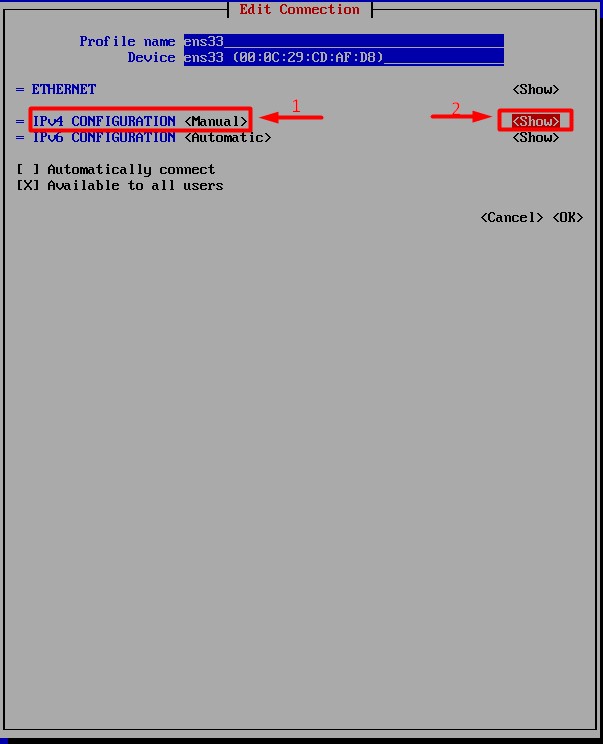 Edit Connection
Profile name ens33
Device ens33 (00:0C:29:CD:AF:D8)
= ETHERNET <Show>
1 2
= IPv4 CONFIGURATION <Manual> <Show>
= IPv6 CONFIGURATION <Automatic> <Show>
[ ] Automatically connect
[X] Available to all users
<Cancel> <OK>